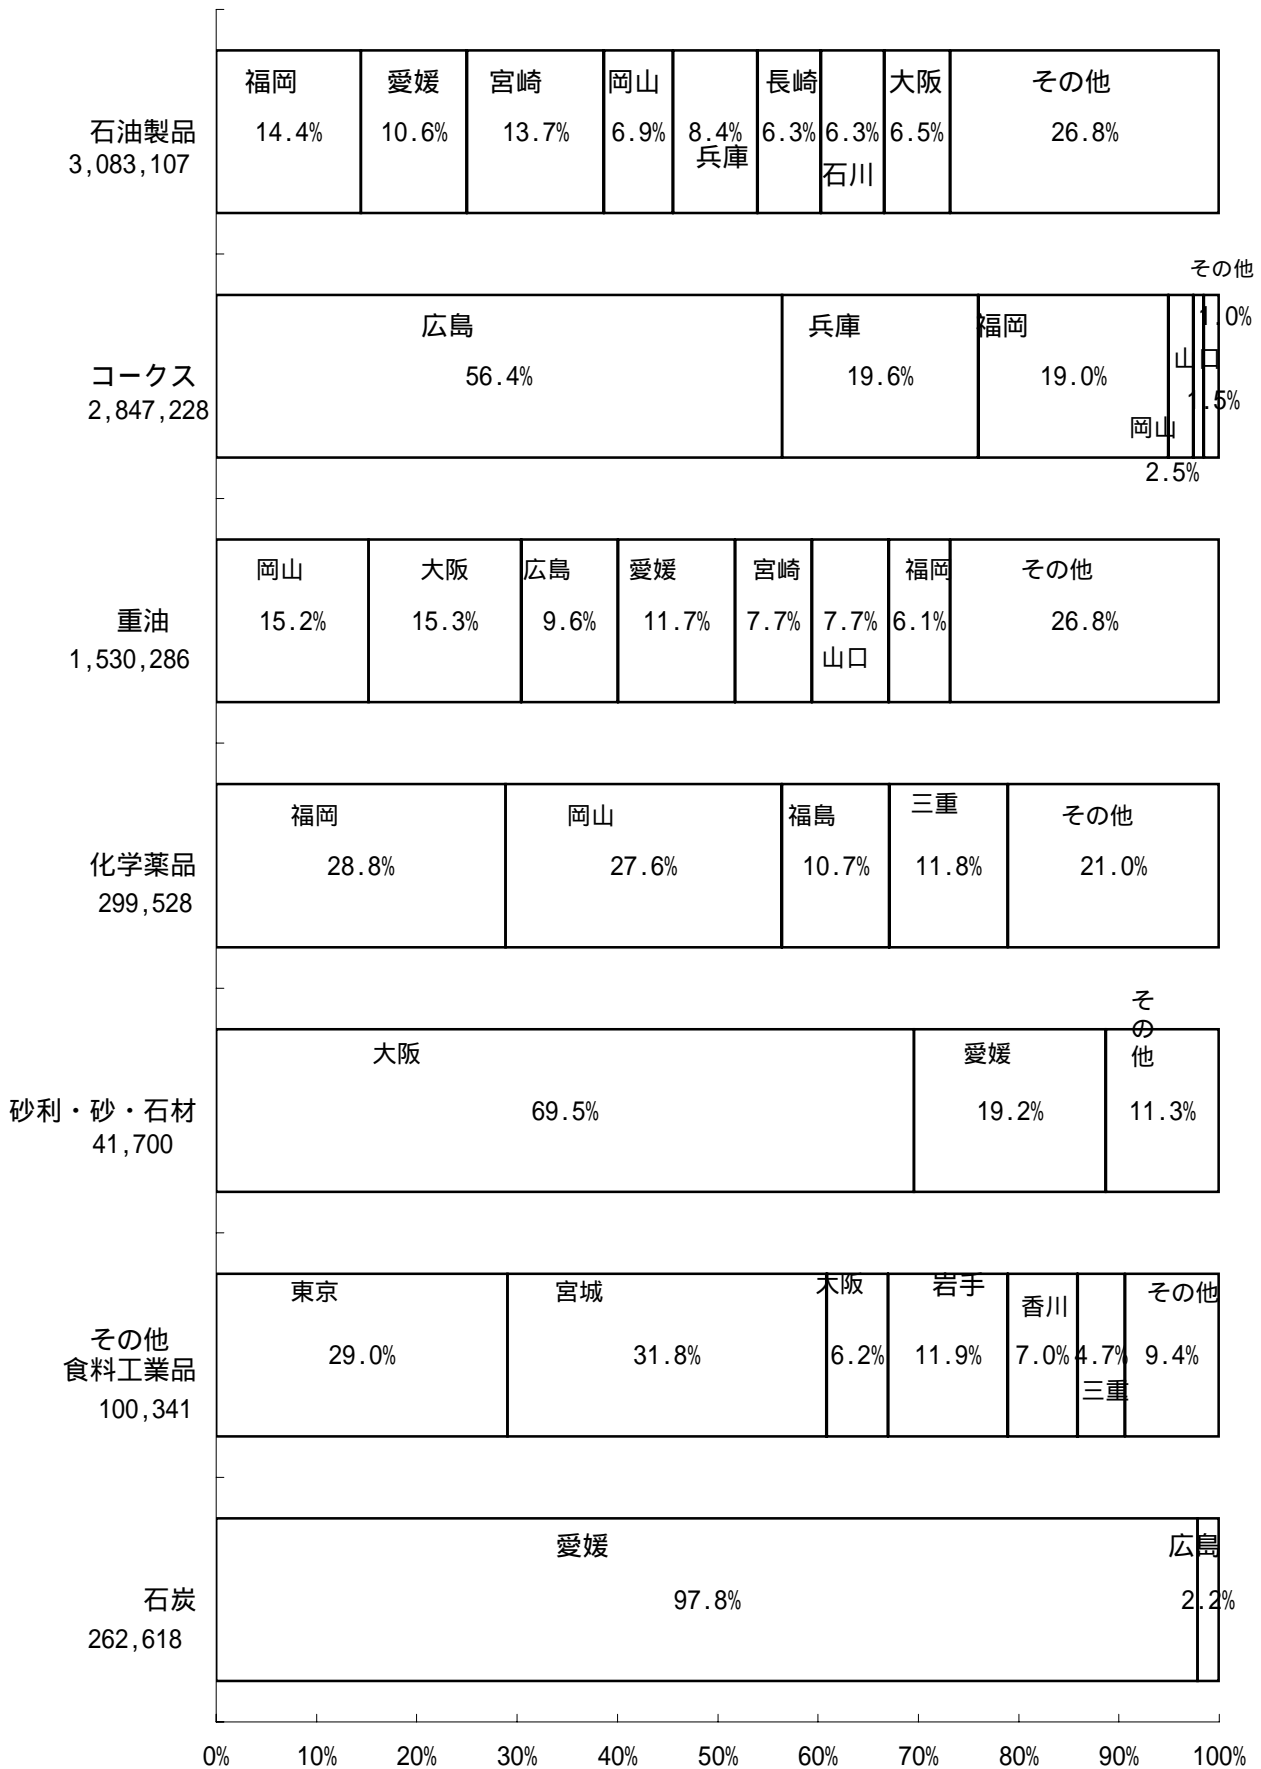 福岡 愛媛 宮崎 岡山 長崎 大阪 その他
石油製品 14.4% 10.6% 13.7% 6.9% 8.4% 6.3% 6.3% 6.5% 26.8%
3,083,107 兵庫 石川
その他
広島 兵庫 福岡 1.0%
コークス 56.4% 19.6% 19.0% 山口
2,847,228 1.5%
岡山
2.5%
岡山 大阪 広島 愛媛 宮崎 福岡 その他
重油 15.2% 15.3% 9.6% 11.7% 7.7% 7.7% 6.1% 26.8%
1,530,286 山口
福岡 岡山 福島 三重 その他
化学薬品 28.8% 27.6% 10.7% 11.8% 21.0%
299,528
大阪 愛媛 その他
砂利・砂・石材 69.5% 19.2% 11.3%
41,700
東京 宮城 大阪 岩手 香川 その他
その他 29.0% 31.8% 6.2% 11.9% 7.0% 4.7% 9.4%
食料工業品 三重
100,341
愛媛 広島
石炭 97.8% 2.2%
262,618
0% 10% 20% 30% 40% 50% 60% 70% 80% 90% 100%